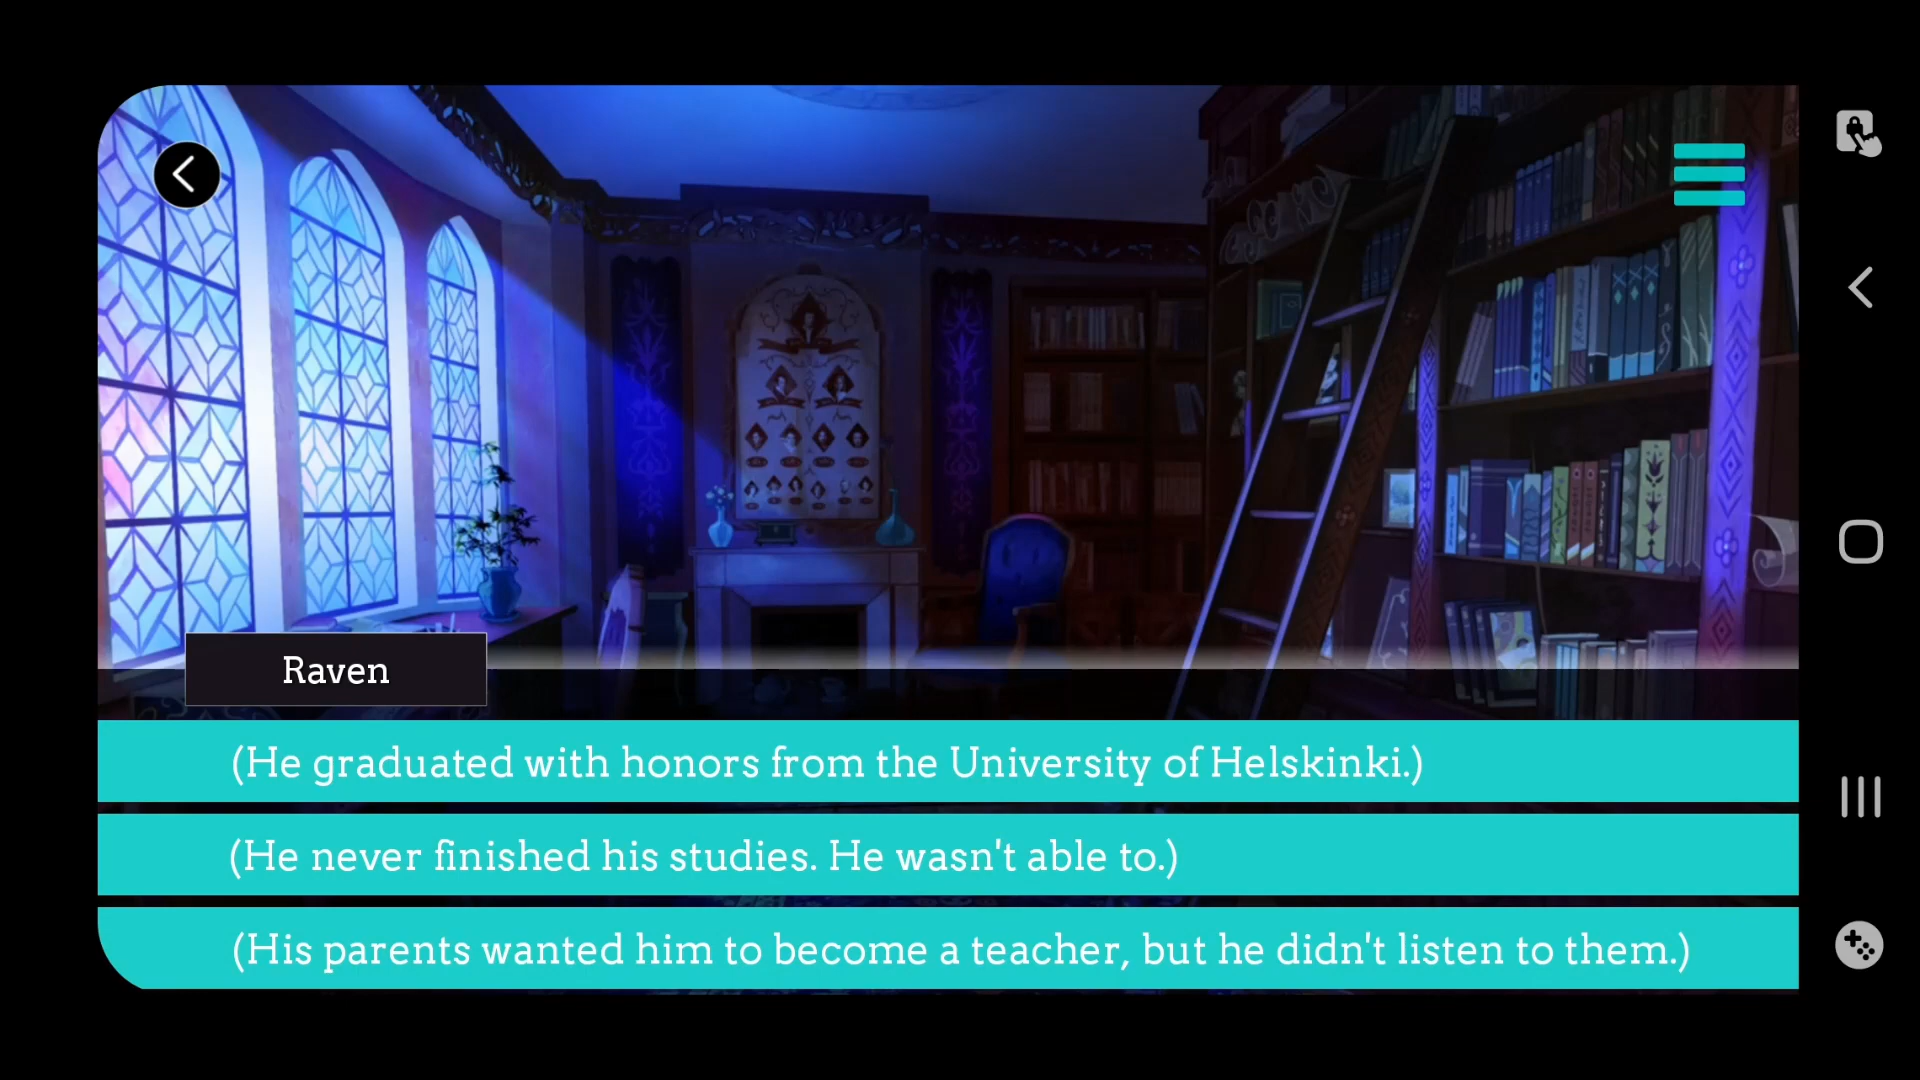 Raven
(He graduated with honors from the University of Helskinki.)
(He never finished his studies. He wasn't able to.)
(His parents wanted him to become a teacher, but he didn't listen to them.)